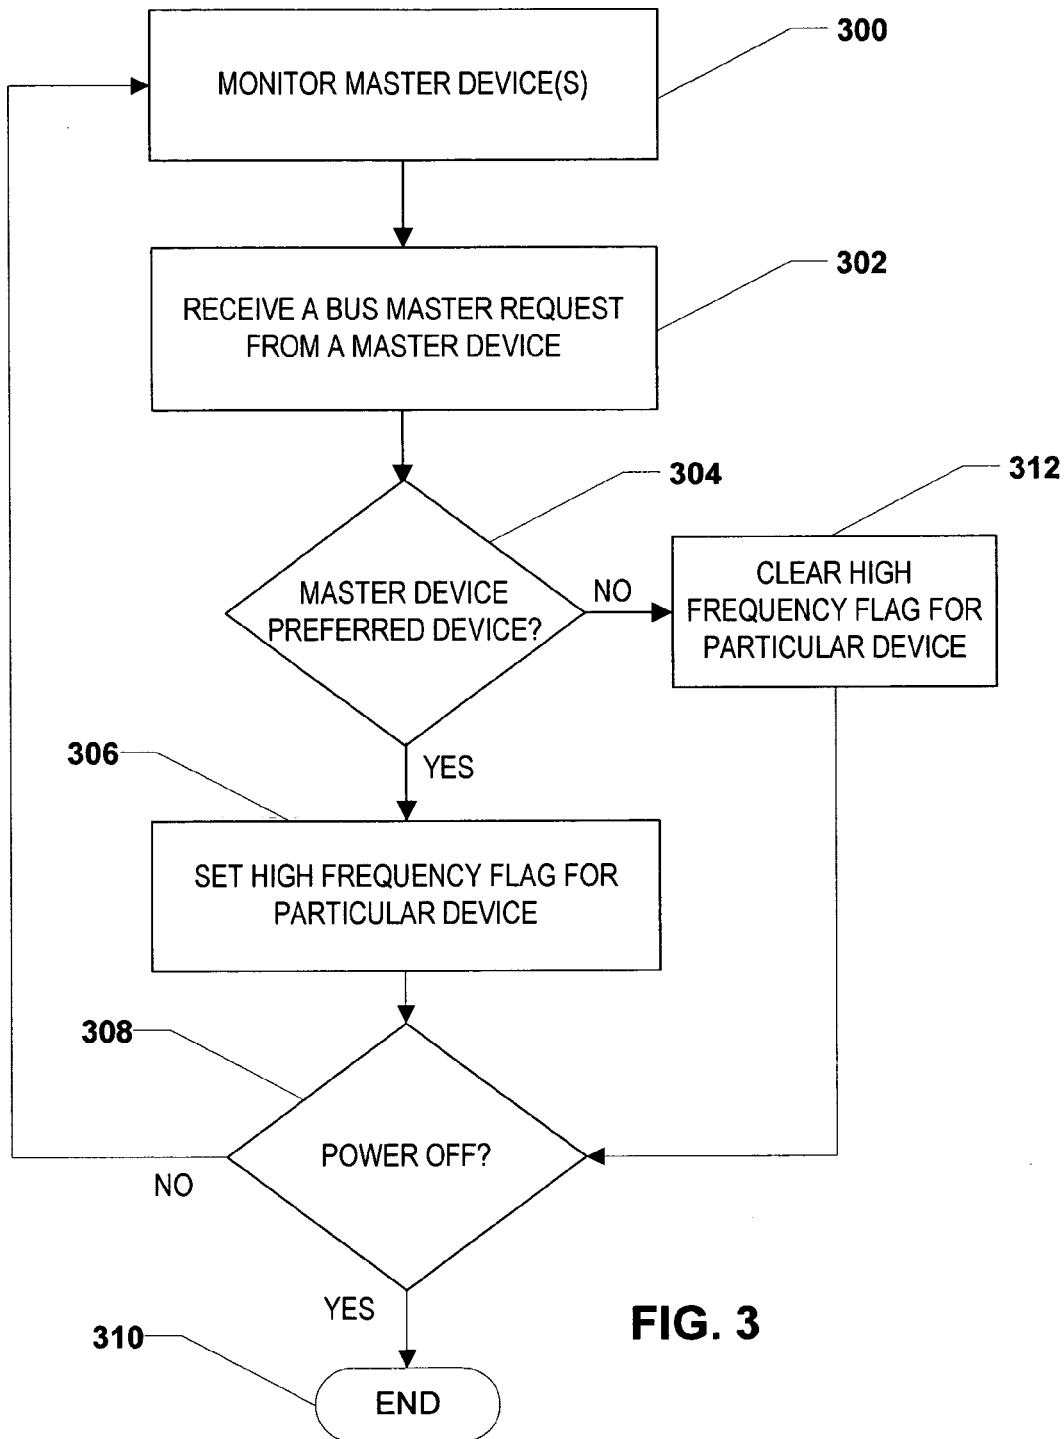 300
MONITOR MASTER DEVICE(S)
302
RECEIVE A BUS MASTER REQUEST
FROM A MASTER DEVICE
304
312
MASTER DEVICE
PREFERRED DEVICE?
NO
CLEAR HIGH
FREQUENCY FLAG FOR
PARTICULAR DEVICE
YES
306
SET HIGH FREQUENCY FLAG FOR
PARTICULAR DEVICE
308
POWER OFF?
NO
YES
FIG. 3
310
END